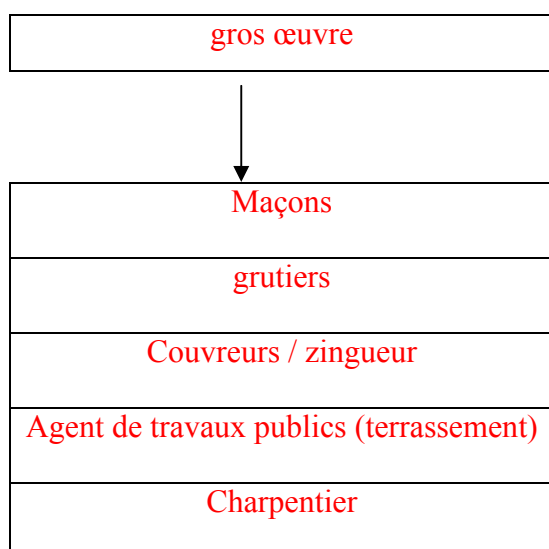 gros œuvre
Maçons
grutiers
Couvreurs / zingueur
Agent de travaux publics (terrassement)
Charpentier